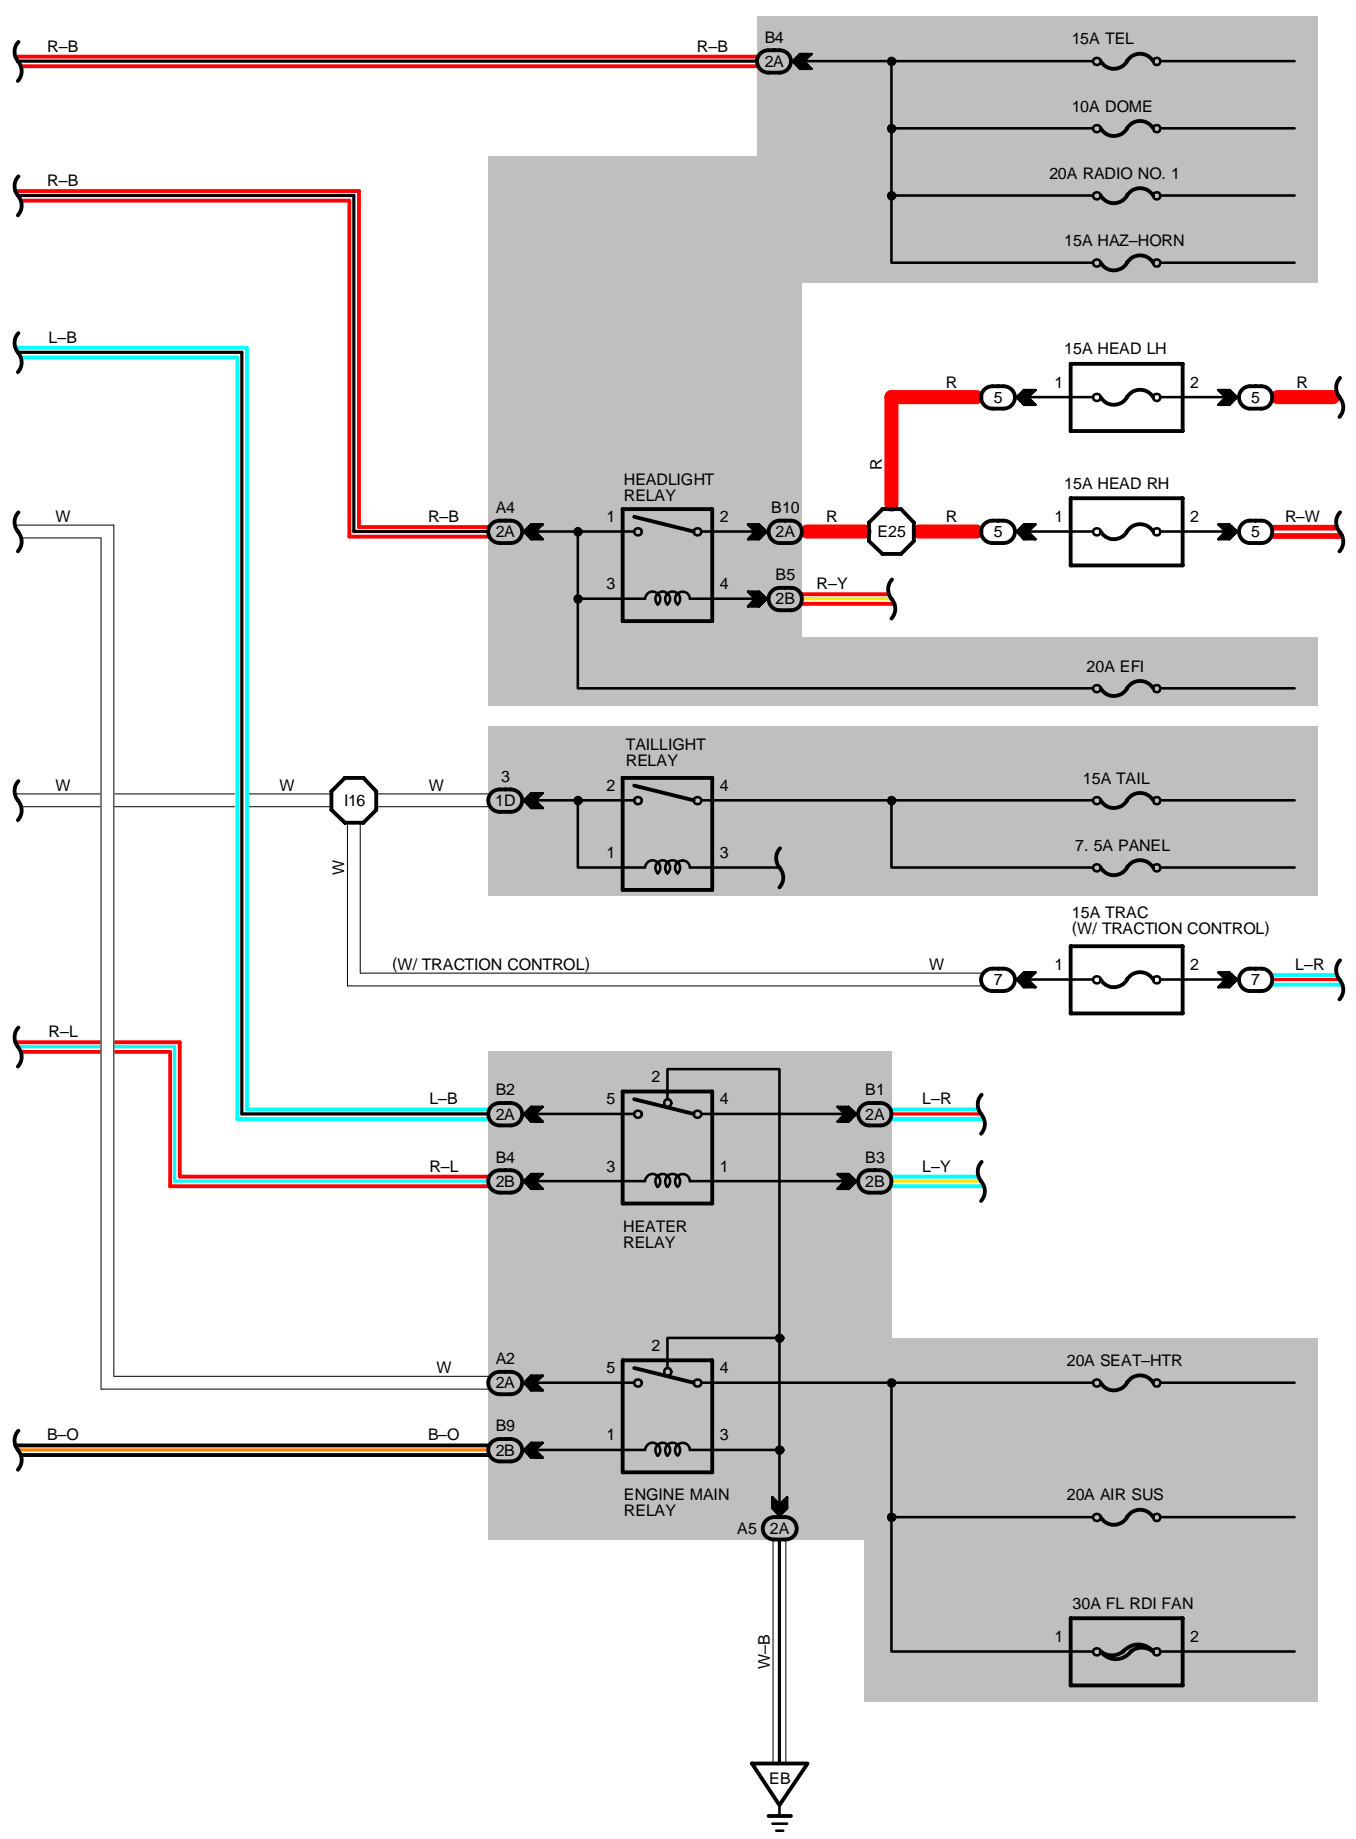 R–B
R–B
B4
2A
15A TEL
10A DOME
20A RADIO NO. 1
15A HAZ–HORN
R–B
L–B
15A HEAD LH
R
5
1
2
5
R
R
HEADLIGHT
RELAY
15A HEAD RH
W
R–B
A4
2A
1
2
B10
2A
R
E25
R
5
1
2
5
R–W
3
4
B5
2B
R–Y
20A EFI
TAILLIGHT
RELAY
W
W
I16
W
3
1D
2
4
15A TAIL
W
1
3
7. 5A PANEL
15A TRAC
(W/ TRACTION CONTROL)
(W/ TRACTION CONTROL)
W
7
1
2
7
L–R
R–L
2
L–B
B2
2A
5
4
B1
2A
L–R
R–L
B4
2B
3
1
B3
2B
L–Y
HEATER
RELAY
2
W
A2
2A
5
4
20A SEAT–HTR
B–O
B–O
B9
2B
1
3
ENGINE MAIN
RELAY
20A AIR SUS
A5
2A
30A FL RDI FAN
1
2
W–B
EB